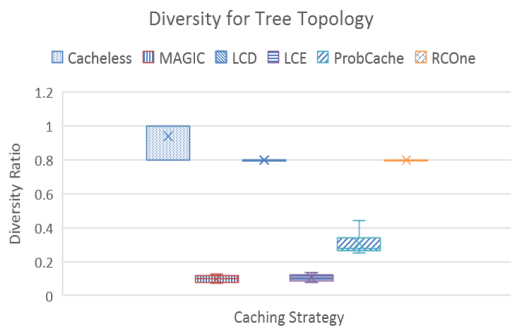 Diversity for Tree Topology
Cacheless MAGIC LCD LCE ProbCache RCOne
1.2
1
0.8
0.6
0.4
0.2
0
Diversity Ratio
Caching Strategy